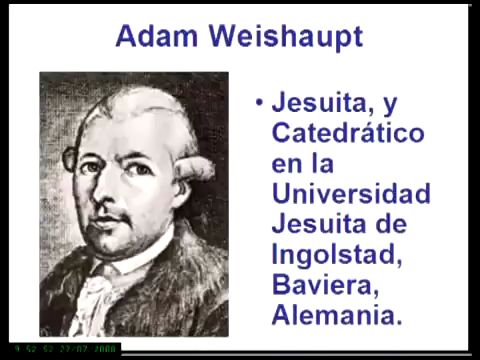 Adam Weishaupt
• Jesuita, y
Catedrático
en la
Universidad
Jesuita de
Ingolstad,
Baviera,
Alemania.